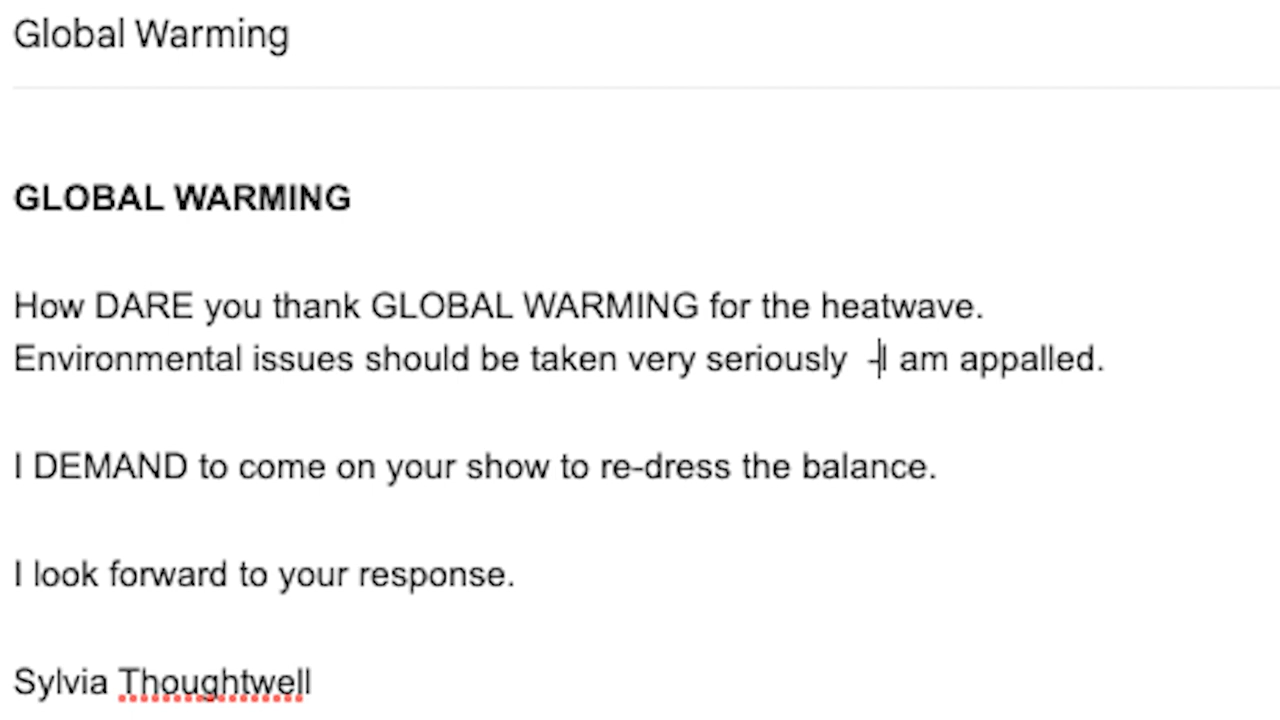 Global Warming
GLOBAL WARMING
How DARE you thank GLOBAL WARMING for the heatwave.
Environmental issues should be taken very seriously  -I am appalled.
I DEMAND to come on your show to re-dress the balance.
I look forward to your response.
Sylvia Thoughtwell